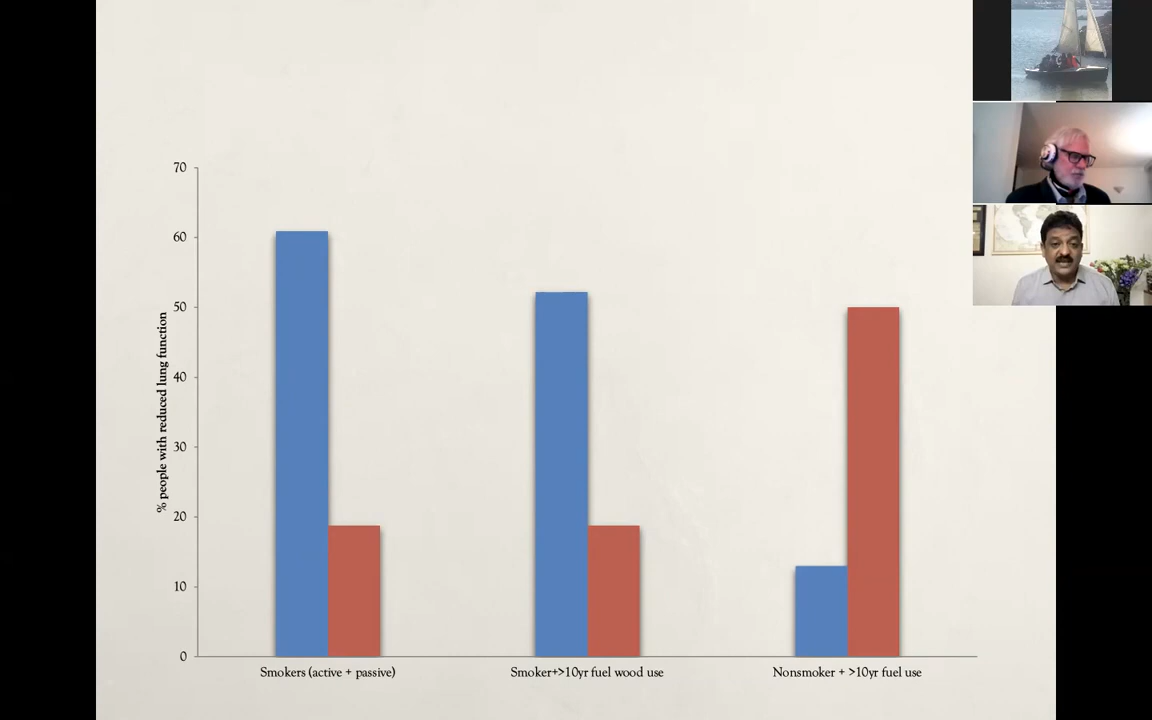 70
60
50
40
30
20
10
0
% people with reduced lung function
Smokers (active + passive)
Smoker+>10yr fuel wood use
Nonsmoker + >10yr fuel use